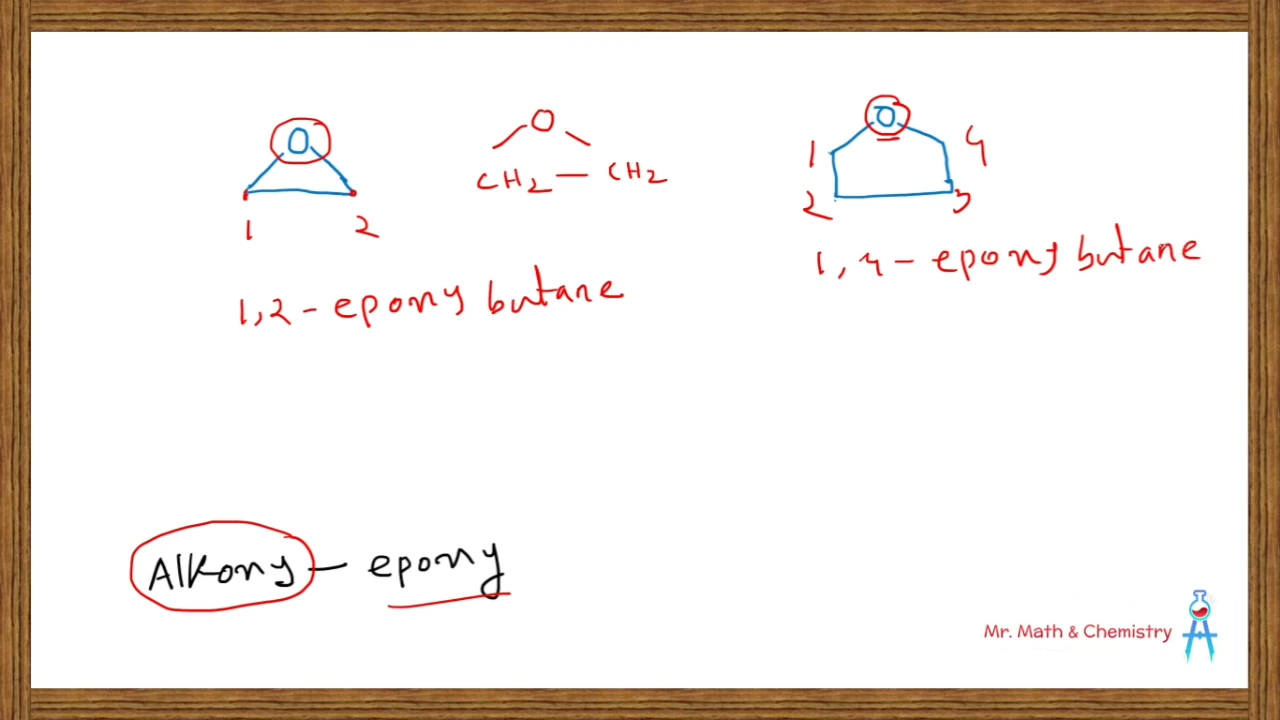 O
O
CH2 — CH2
1 2
O
1 4
2 3
1,2 - epoxy butane
1,4 - epoxy butane
Alkoxy - epoxy
Mr. Math & Chemistry